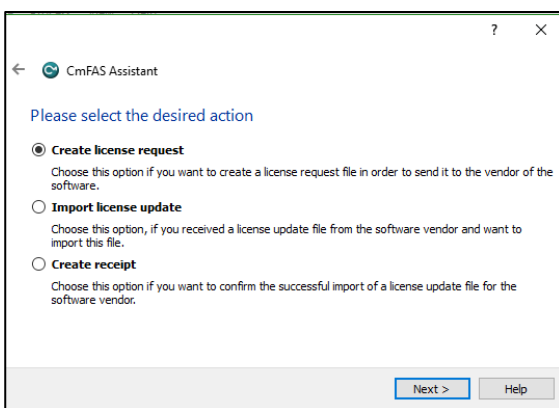 ?
CmFAS Assistant
Please select the desired action
Create license request
Choose this option if you want to create a license request file in order to send it to the vendor of the
software.
Import license update
Choose this option, if you received a license update file from the software vendor and want to
import this file.
Create receipt
Choose this option if you want to confirm the successful import of a license update file for the
software vendor.
Next > Help